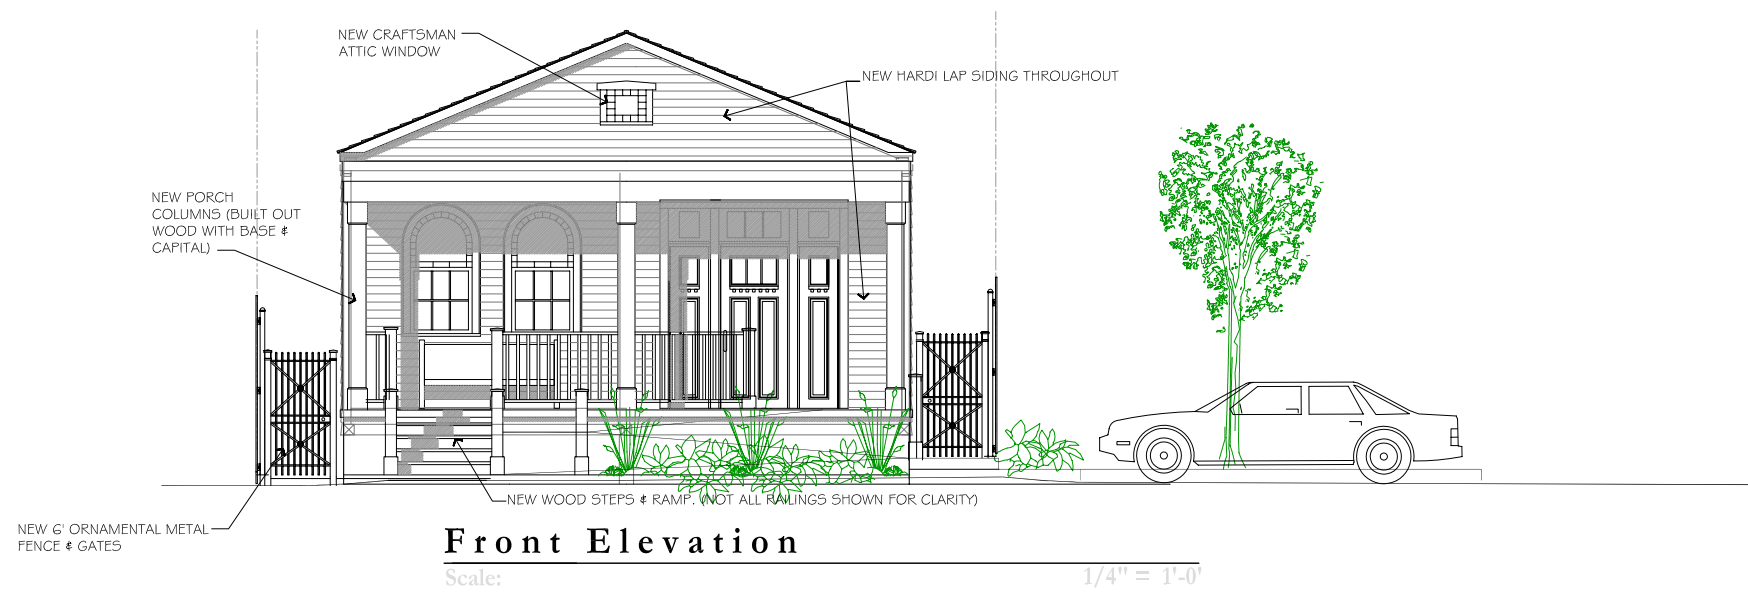 NEW CRAFTSMAN
ATTIC WINDOW
NEW HARDI LAP SIDING THROUGHOUT
NEW PORCH
COLUMNS (BUILT OUT
WOOD WITH BASE &
CAPITAL)
NEW WOOD STEPS & RAMP. (NOT ALL RAILINGS SHOWN FOR CLARITY)
NEW 6' ORNAMENTAL METAL
FENCE & GATES
Front Elevation
Scale: 1/4" = 1'-0'